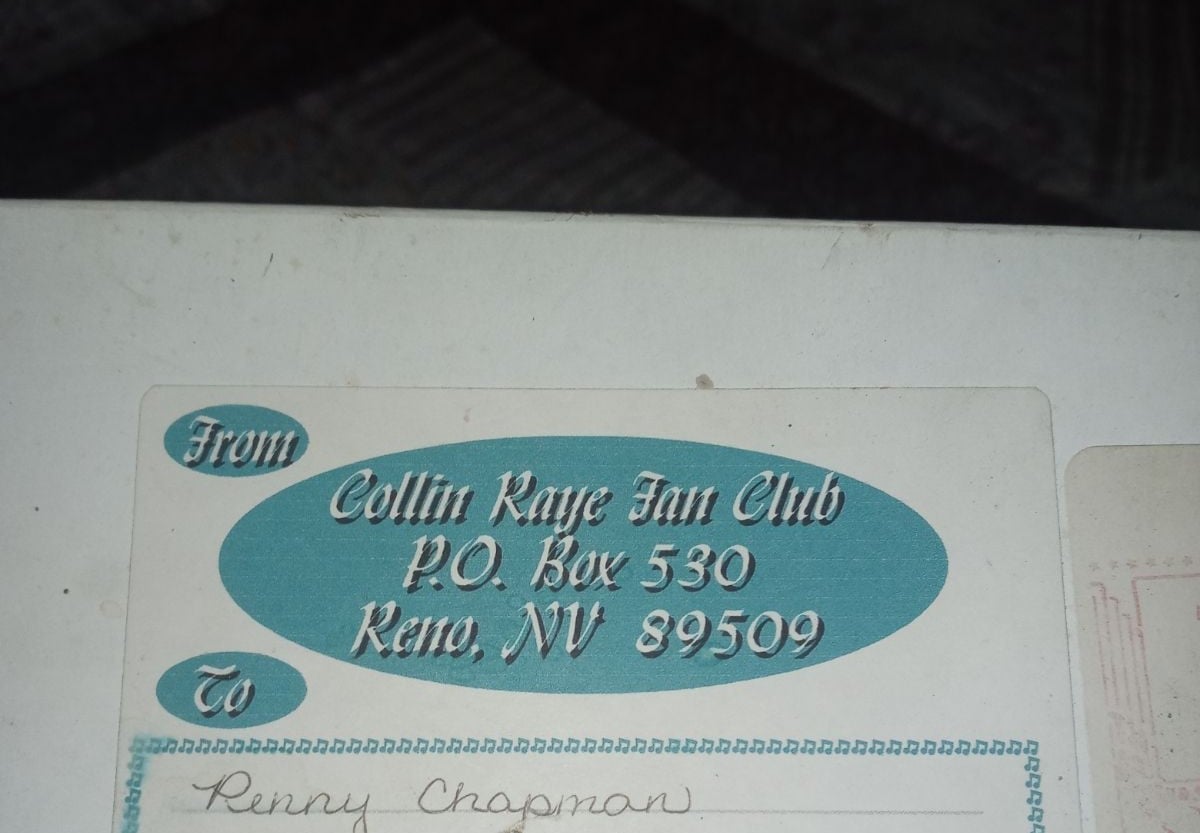 From
Collin Raye Fan Club
P.O. Box 530
Reno, NV 89509
To
Penny Chapman